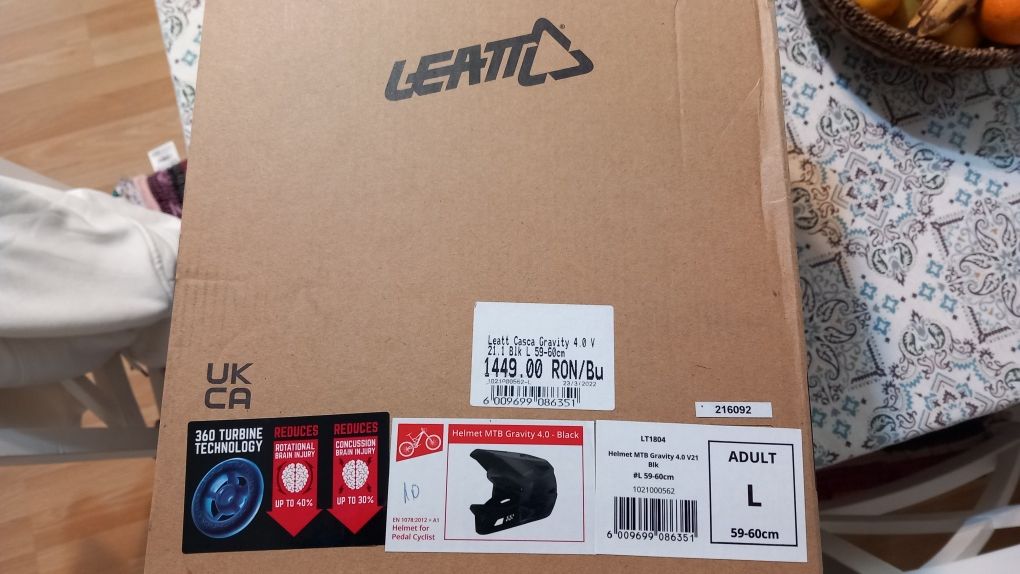 LEATT
UK
CA
Leatt Casca Gravity 4.0 V
21.1 Blk L 59-60cm
1449.00 RON/Bu
1021000562-L 23/3/2022
6 009699 086351
216092
360 TURBINE
TECHNOLOGY
REDUCES
ROTATIONAL
BRAIN INJURY
UP TO 40%
REDUCES
CONCUSSION
BRAIN INJURY
UP TO 30%
Helmet MTB Gravity 4.0 - Black
10
EN 1078:2012 + A1
Helmet for
Pedal Cyclist
LT1804
Helmet MTB Gravity 4.0 V21
Blk
#L 59-60cm
1021000562
6 009699 086351
ADULT
L
59-60cm